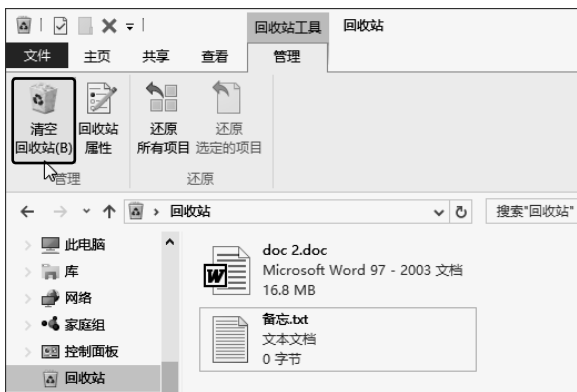 回收站工具 回收站
文件 主页 共享 查看 管理
清空 回收站 还原 还原
回收站(B) 属性 所有项目 选定的项目
管理 还原
回收站 搜索"回收站"
此电脑
库
网络
家庭组
控制面板
回收站
doc 2.doc
Microsoft Word 97 - 2003 文档
16.8 MB
备忘.txt
文本文档
0 字节